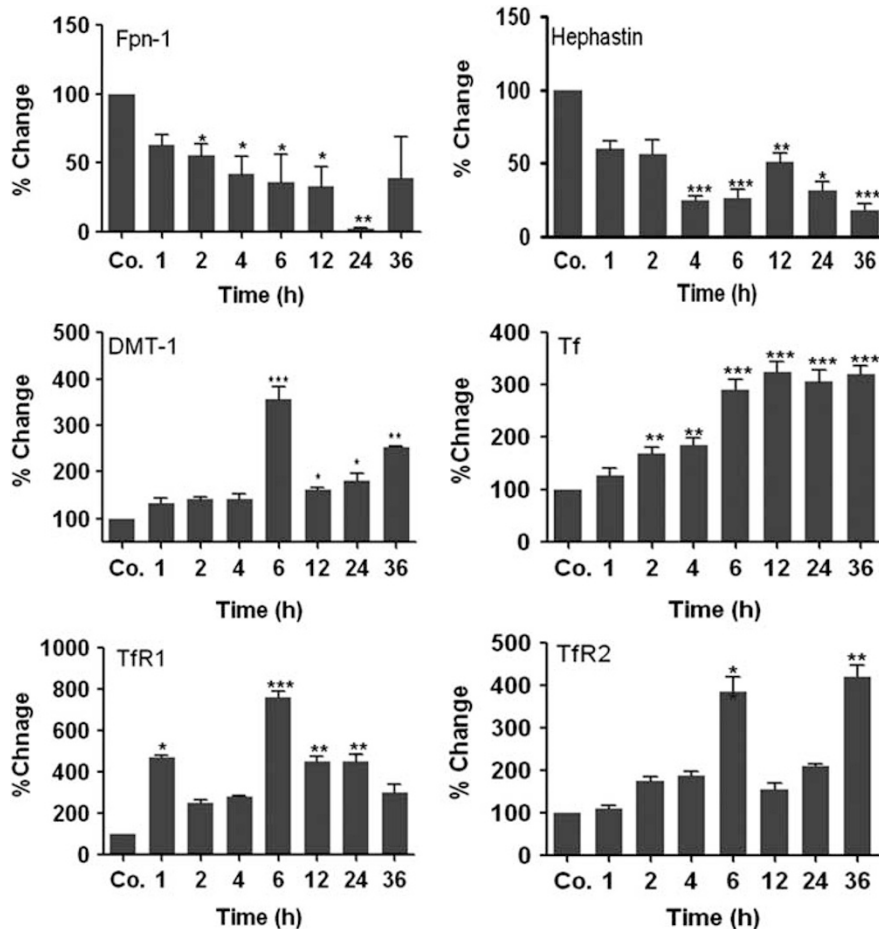 Fpn-1
% Change
150
100
50
0
* * * * **
Co. 1 2 4 6 12 24 36
Time (h)
Hephastin
% Change
150
100
50
0
*** *** ** * ***
Co. 1 2 4 6 12 24 36
Time (h)
DMT-1
% Change
500
400
300
200
100
*** * * **
Co. 1 2 4 6 12 24 36
Time (h)
Tf
%Chnage
400
300
200
100
0
** ** *** *** *** ***
Co. 1 2 4 6 12 24 36
Time (h)
TfR1
%Chnage
1000
800
600
400
200
0
* *** ** **
Co. 1 2 4 6 12 24 36
Time (h)
TfR2
% Change
500
400
300
200
100
0
* **
Co. 1 2 4 6 12 24 36
Time (h)